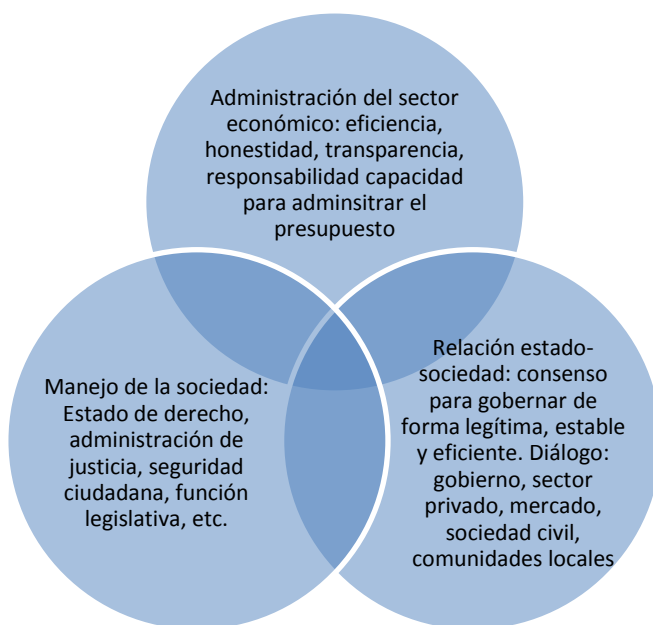 Administración del sector
económico: eficiencia,
honestidad, transparencia,
responsabilidad capacidad
para adminsitrar el
presupuesto
Manejo de la sociedad:
Estado de derecho,
administración de
justicia, seguridad
ciudadana, función
legislativa, etc.
Relación estado-
sociedad: consenso
para gobernar de
forma legítima, estable
y eficiente. Diálogo:
gobierno, sector
privado, mercado,
sociedad civil,
comunidades locales